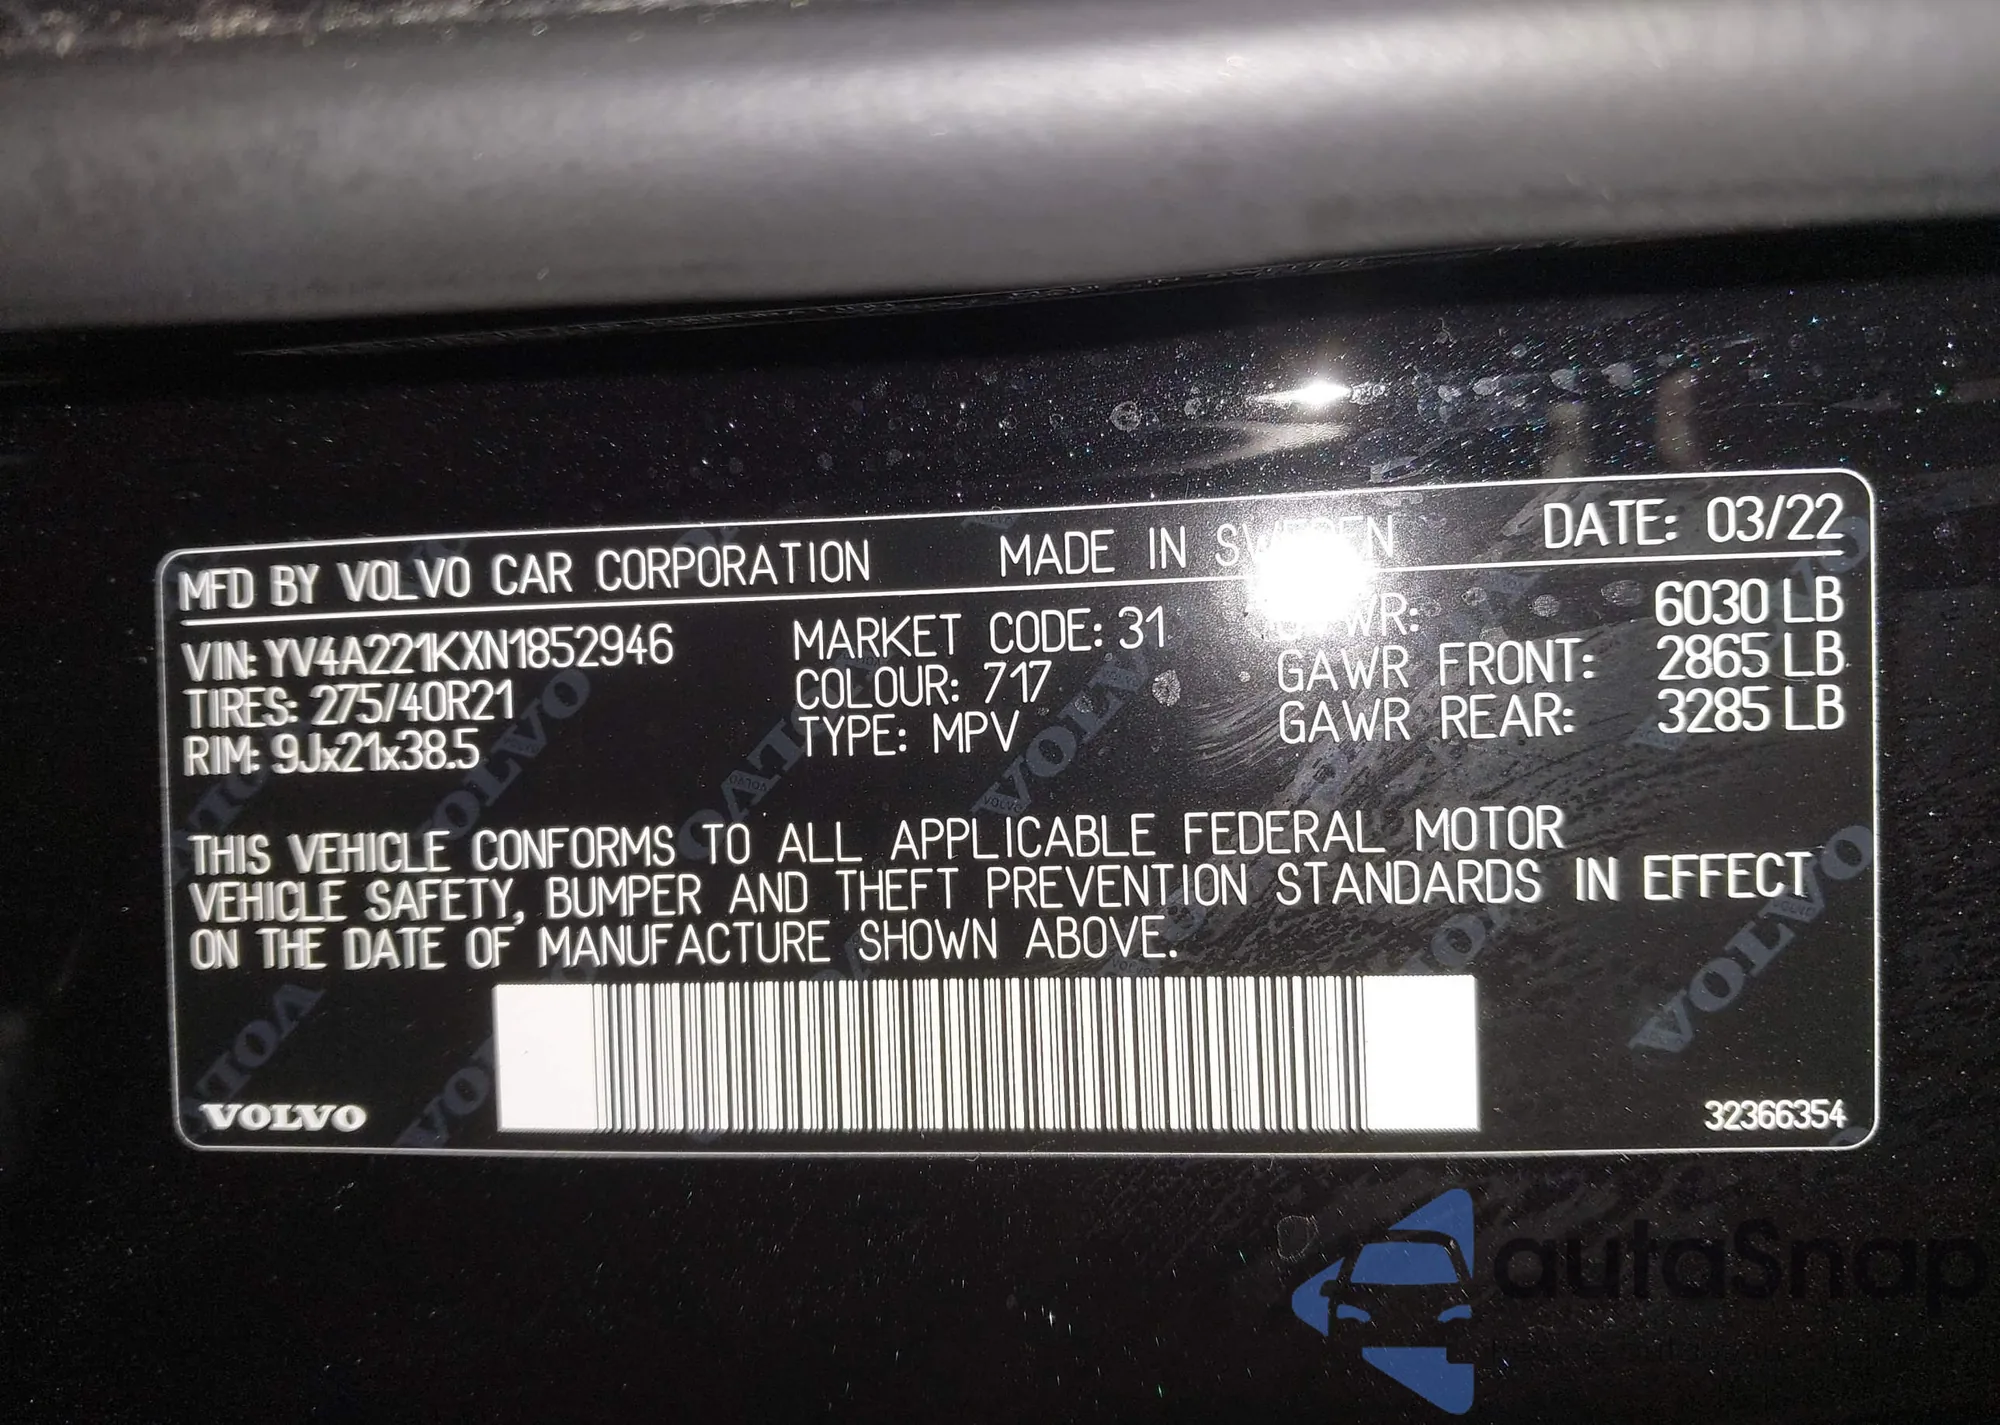 MFD BY VOLVO CAR CORPORATION MADE IN SWEDEN DATE: 03/22
VIN: YV4A221KXN1852946 MARKET CODE: 31 GVWR: 6030 LB
TIRES: 275/40R21 COLOUR: 717 GAWR FRONT: 2865 LB
RIM: 9Jx21x38.5 TYPE: MPV GAWR REAR: 3285 LB
THIS VEHICLE CONFORMS TO ALL APPLICABLE FEDERAL MOTOR
VEHICLE SAFETY, BUMPER AND THEFT PREVENTION STANDARDS IN EFFECT
ON THE DATE OF MANUFACTURE SHOWN ABOVE.
VOLVO
32366354
autaSnap